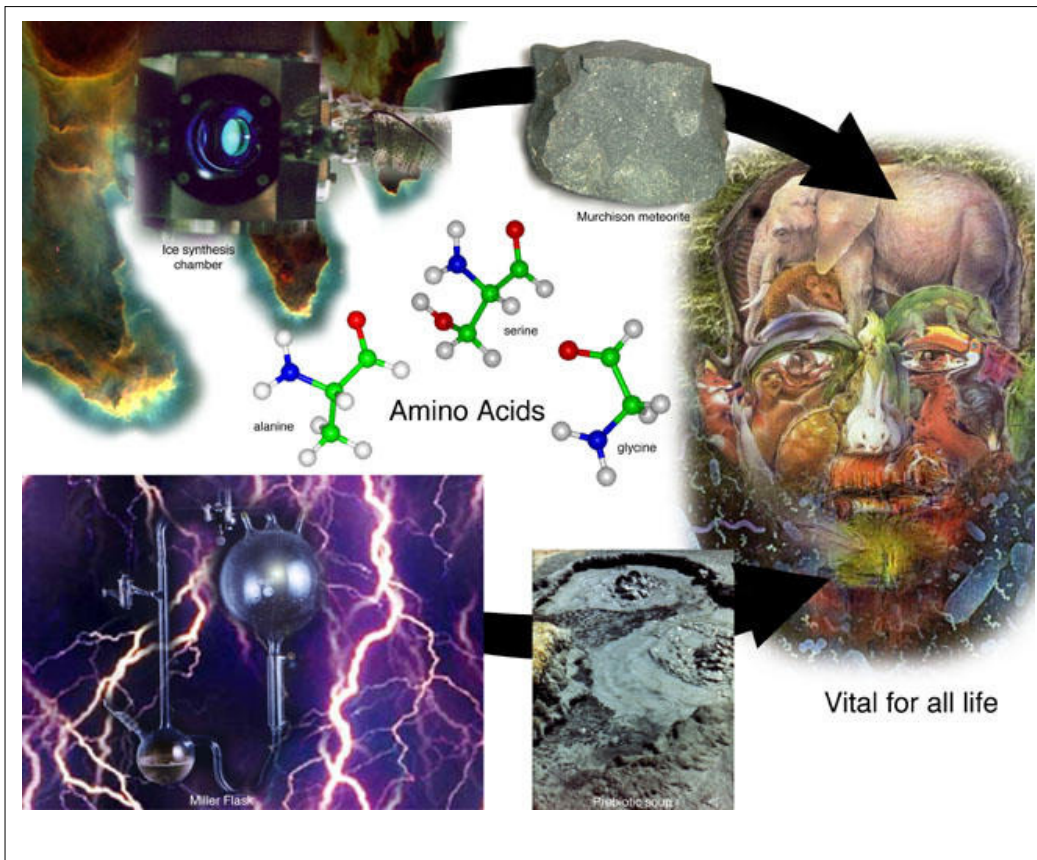 Murchison meteorite
Ice synthesis
chamber
serine
Amino Acids
alanine
glycine
Vital for all life
Miller Flask
Prebiotic soup